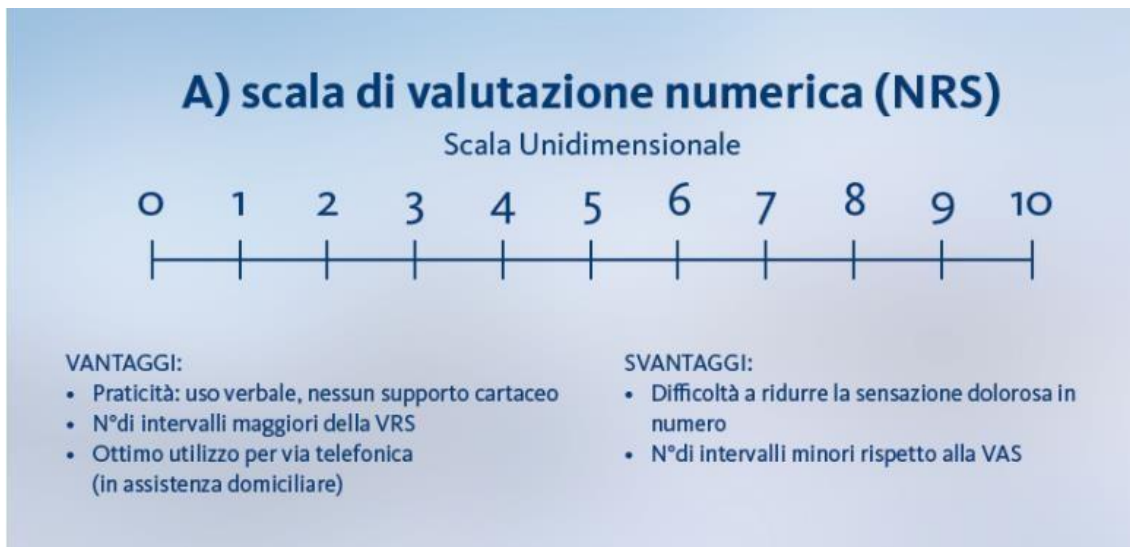 A) scala di valutazione numerica (NRS)
Scala Unidimensionale
0 1 2 3 4 5 6 7 8 9 10
VANTAGGI:
• Praticità: uso verbale, nessun supporto cartaceo
• N°di intervalli maggiori della VRS
• Ottimo utilizzo per via telefonica
(in assistenza domiciliare)
SVANTAGGI:
• Difficoltà a ridurre la sensazione dolorosa in
numero
• N°di intervalli minori rispetto alla VAS